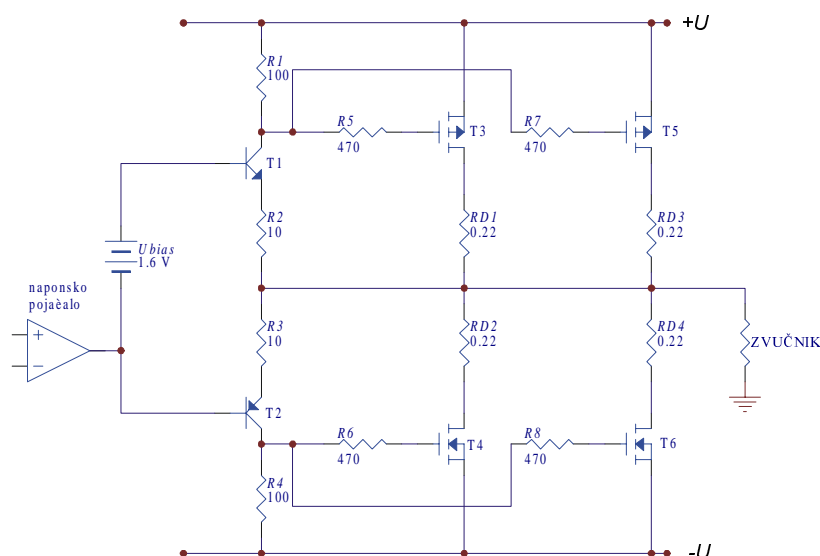 +U
R1
100
R5
470
T3
R7
470
T5
T1
R2
10
RD1
0.22
RD3
0.22
Ubias
1.6 V
naponsko
pojaèalo
+
−
R3
10
RD2
0.22
RD4
0.22
ZVUČNIK
T2
R6
470
T4
R8
470
T6
R4
100
-U